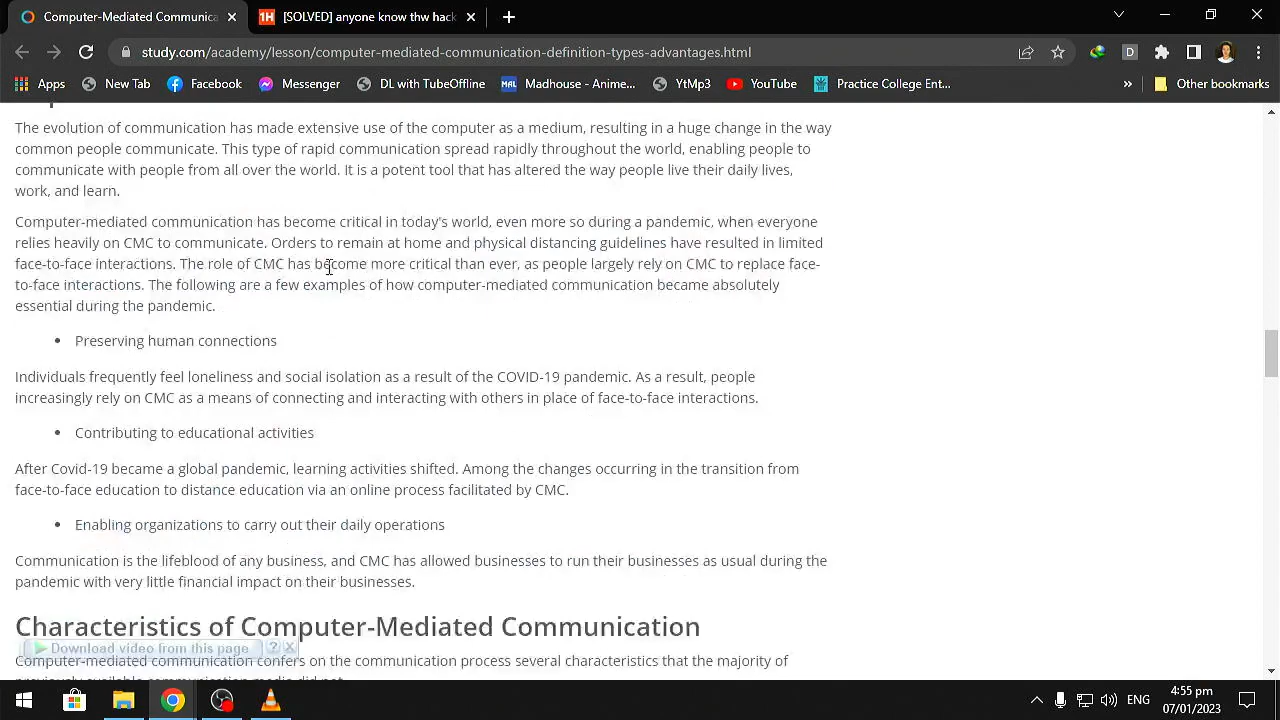 Computer-Mediated Communica
[SOLVED] anyone know thw hack
study.com/academy/lesson/computer-mediated-communication-definition-types-advantages.html
Apps
New Tab
Facebook
Messenger
DL with TubeOffline
MAL
Madhouse - Anime...
YtMp3
YouTube
Practice College Ent...
»
Other bookmarks
The evolution of communication has made extensive use of the computer as a medium, resulting in a huge change in the way
common people communicate. This type of rapid communication spread rapidly throughout the world, enabling people to
communicate with people from all over the world. It is a potent tool that has altered the way people live their daily lives,
work, and learn.
Computer-mediated communication has become critical in today's world, even more so during a pandemic, when everyone
relies heavily on CMC to communicate. Orders to remain at home and physical distancing guidelines have resulted in limited
face-to-face interactions. The role of CMC has become more critical than ever, as people largely rely on CMC to replace face-
to-face interactions. The following are a few examples of how computer-mediated communication became absolutely
essential during the pandemic.
• Preserving human connections
Individuals frequently feel loneliness and social isolation as a result of the COVID-19 pandemic. As a result, people
increasingly rely on CMC as a means of connecting and interacting with others in place of face-to-face interactions.
• Contributing to educational activities
After Covid-19 became a global pandemic, learning activities shifted. Among the changes occurring in the transition from
face-to-face education to distance education via an online process facilitated by CMC.
• Enabling organizations to carry out their daily operations
Communication is the lifeblood of any business, and CMC has allowed businesses to run their businesses as usual during the
pandemic with very little financial impact on their businesses.
Characteristics of Computer-Mediated Communication
Download video from this page
?
Computer-mediated communication confers on the communication process several characteristics that the majority of
ENG
4:55 pm
07/01/2023